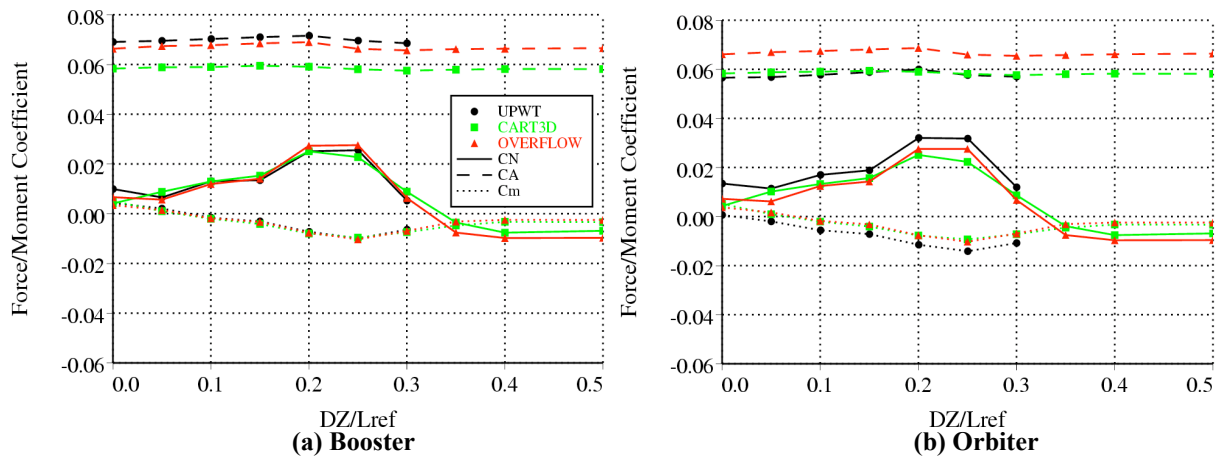 0.08
0.06
0.04
0.02
0.00
-0.02
-0.04
-0.06
Force/Moment Coefficient
UPWT
CART3D
OVERFLOW
CN
CA
Cm
0.0 0.1 0.2 0.3 0.4 0.5
DZ/Lref
(a) Booster
0.08
0.06
0.04
0.02
0.00
-0.02
-0.04
-0.06
Force/Moment Coefficient
0.0 0.1 0.2 0.3 0.4 0.5
DZ/Lref
(b) Orbiter